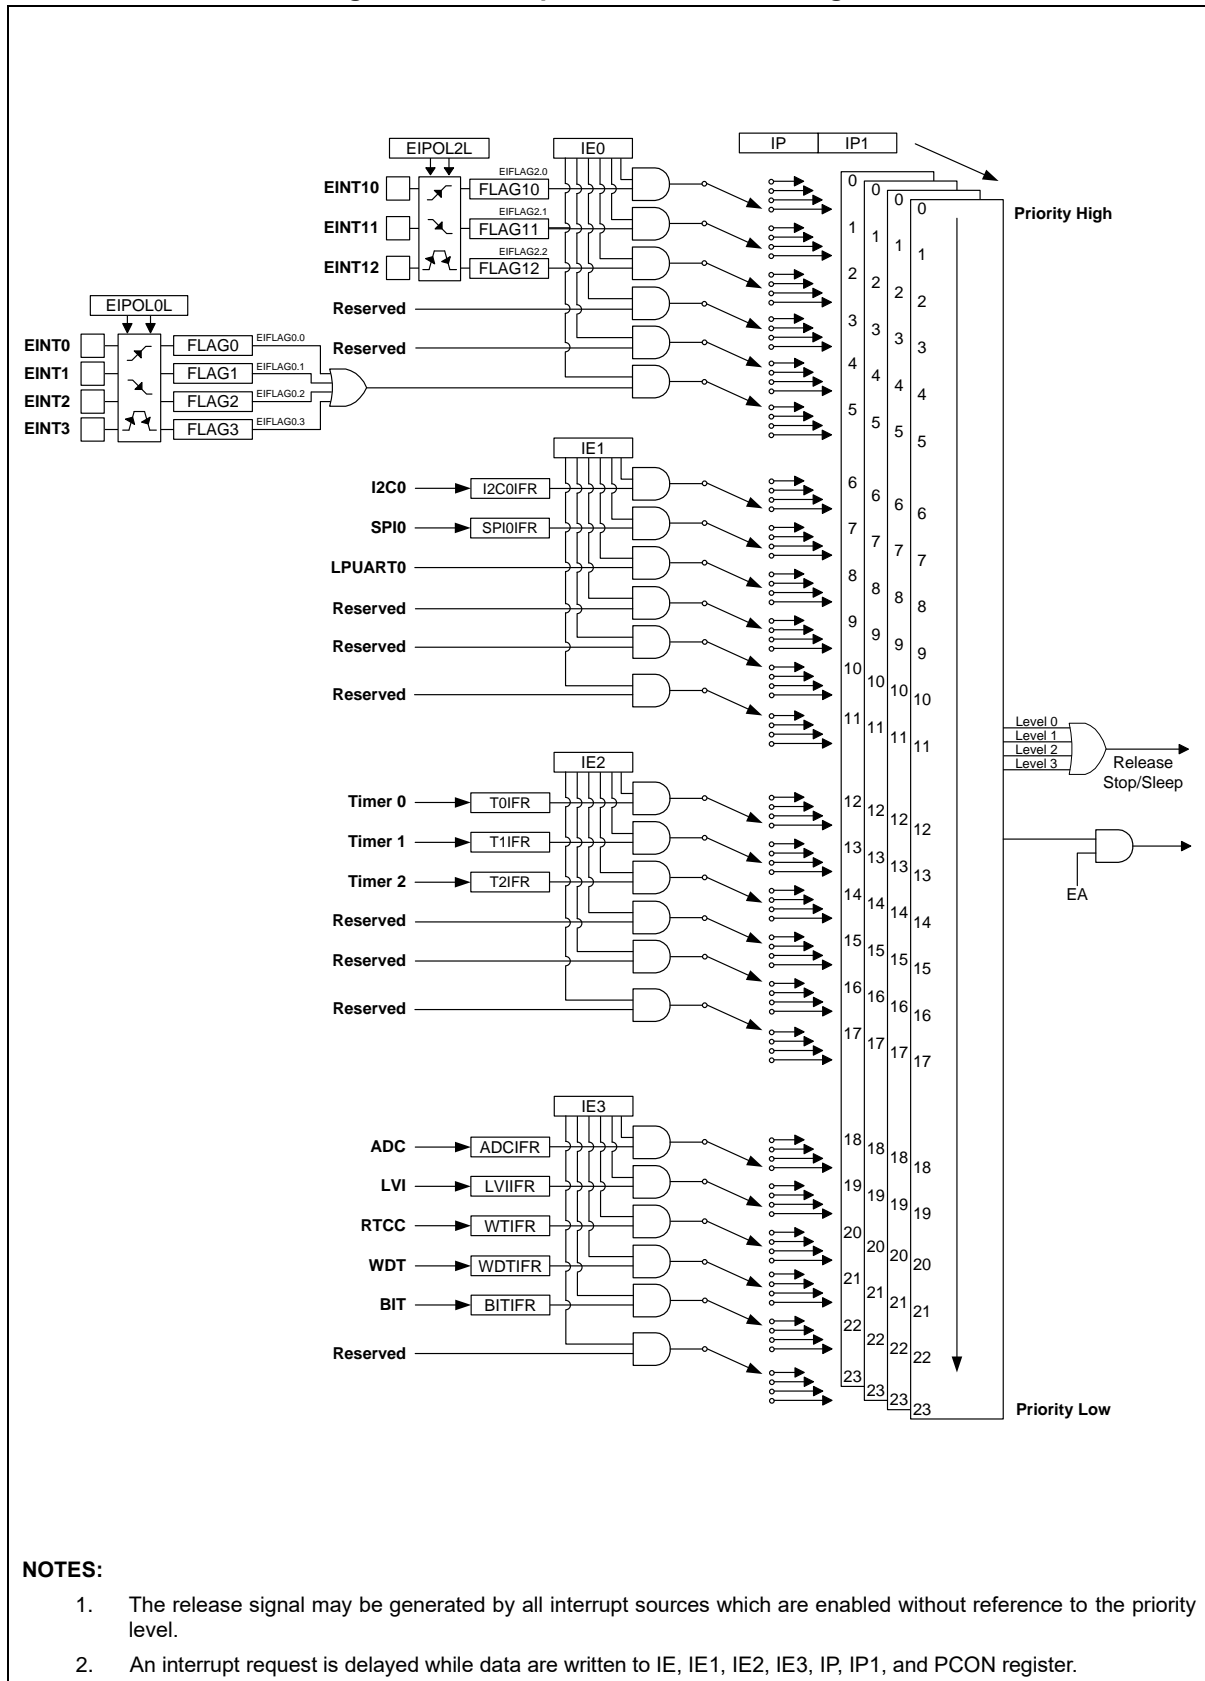 EIPOL2L
IE0
IP IP1
EINT10 FLAG10 EIFLAG2.0
EINT11 FLAG11 EIFLAG2.1
EINT12 FLAG12 EIFLAG2.2
Reserved
Reserved
EIPOL0L
EINT0 FLAG0 EIFLAG0.0
EINT1 FLAG1 EIFLAG0.1
EINT2 FLAG2 EIFLAG0.2
EINT3 FLAG3 EIFLAG0.3
Priority High
0 0 0 0
1 1 1 1
2 2 2 2
3 3 3 3
4 4 4 4
5 5 5 5
IE1
I2C0 I2C0IFR
SPI0 SPI0IFR
LPUART0
Reserved
Reserved
Reserved
6 6 6 6
7 7 7 7
8 8 8 8
9 9 9 9
10 10 10 10
11 11 11 11
Level 0
Level 1
Level 2
Level 3
Release
Stop/Sleep
EA
IE2
Timer 0 T0IFR
Timer 1 T1IFR
Timer 2 T2IFR
Reserved
Reserved
Reserved
12 12 12 12
13 13 13 13
14 14 14 14
15 15 15 15
16 16 16 16
17 17 17 17
IE3
ADC ADCIFR
LVI LVIIFR
RTCC WTIFR
WDT WDTIFR
BIT BITIFR
Reserved
18 18 18 18
19 19 19 19
20 20 20 20
21 21 21 21
22 22 22 22
23 23 23 23
Priority Low
NOTES:
1. The release signal may be generated by all interrupt sources which are enabled without reference to the priority
level.
2. An interrupt request is delayed while data are written to IE, IE1, IE2, IE3, IP, IP1, and PCON register.